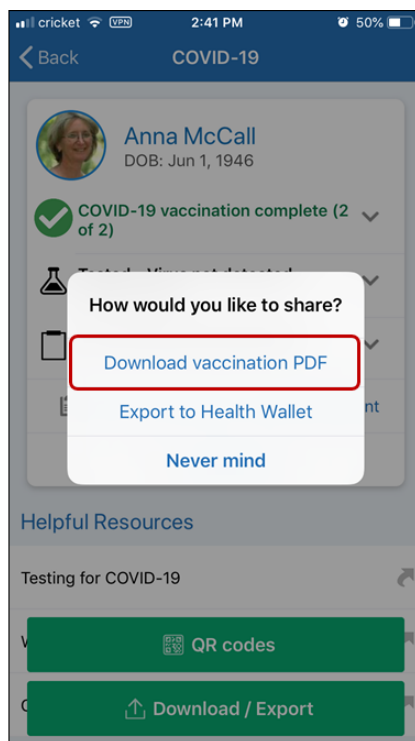 cricket VPN 2:41 PM 50%
Back COVID-19
Anna McCall
DOB: Jun 1, 1946
COVID-19 vaccination complete (2
of 2)
How would you like to share?
Download vaccination PDF
Export to Health Wallet
nt
Never mind
Helpful Resources
Testing for COVID-19
QR codes
Download / Export